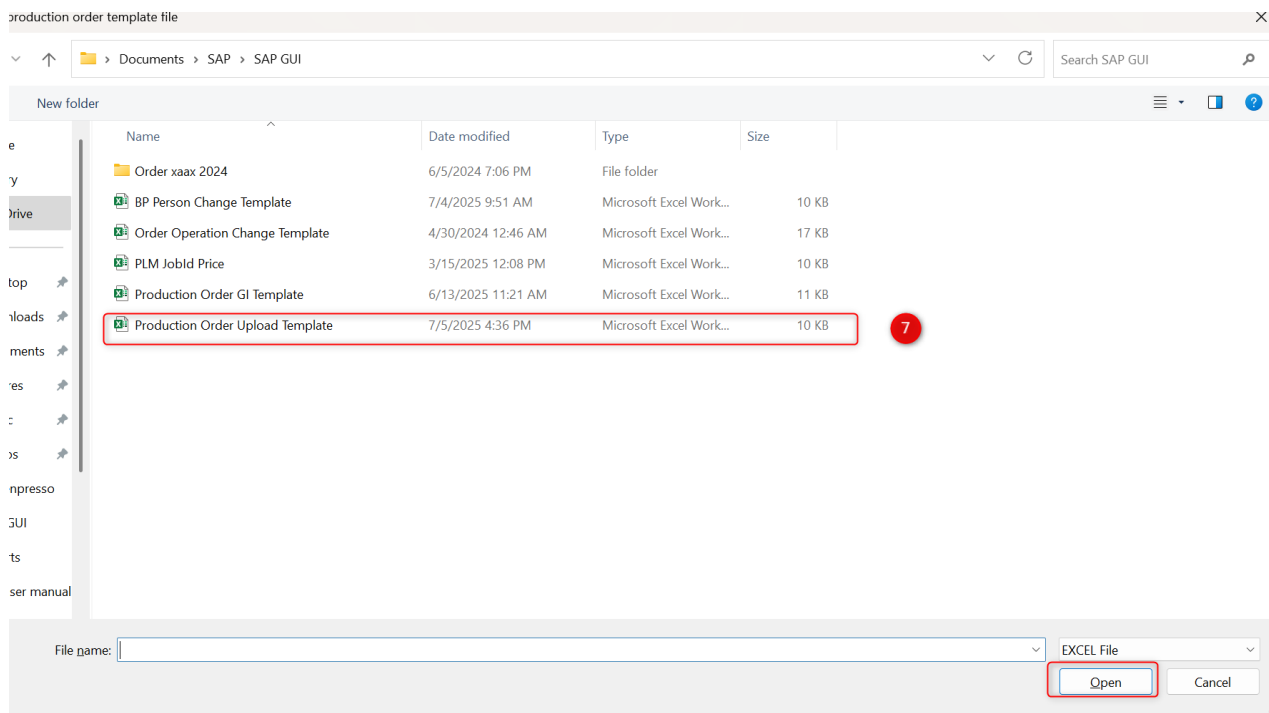 production order template file
Documents > SAP > SAP GUI
Search SAP GUI
New folder
Name Date modified Type Size
Order xaax 2024 6/5/2024 7:06 PM File folder
BP Person Change Template 7/4/2025 9:51 AM Microsoft Excel Work... 10 KB
Order Operation Change Template 4/30/2024 12:46 AM Microsoft Excel Work... 17 KB
PLM JobId Price 3/15/2025 12:08 PM Microsoft Excel Work... 10 KB
Production Order GI Template 6/13/2025 11:21 AM Microsoft Excel Work... 11 KB
Production Order Upload Template 7/5/2025 4:36 PM Microsoft Excel Work... 10 KB
7
e
ry
Drive
top
nloads
ments
res
c
os
npresso
GUI
rts
ser manual
File name: EXCEL File
Open Cancel